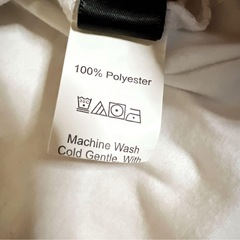 100% Polyester
Machine Wash
Cold Gentle, With